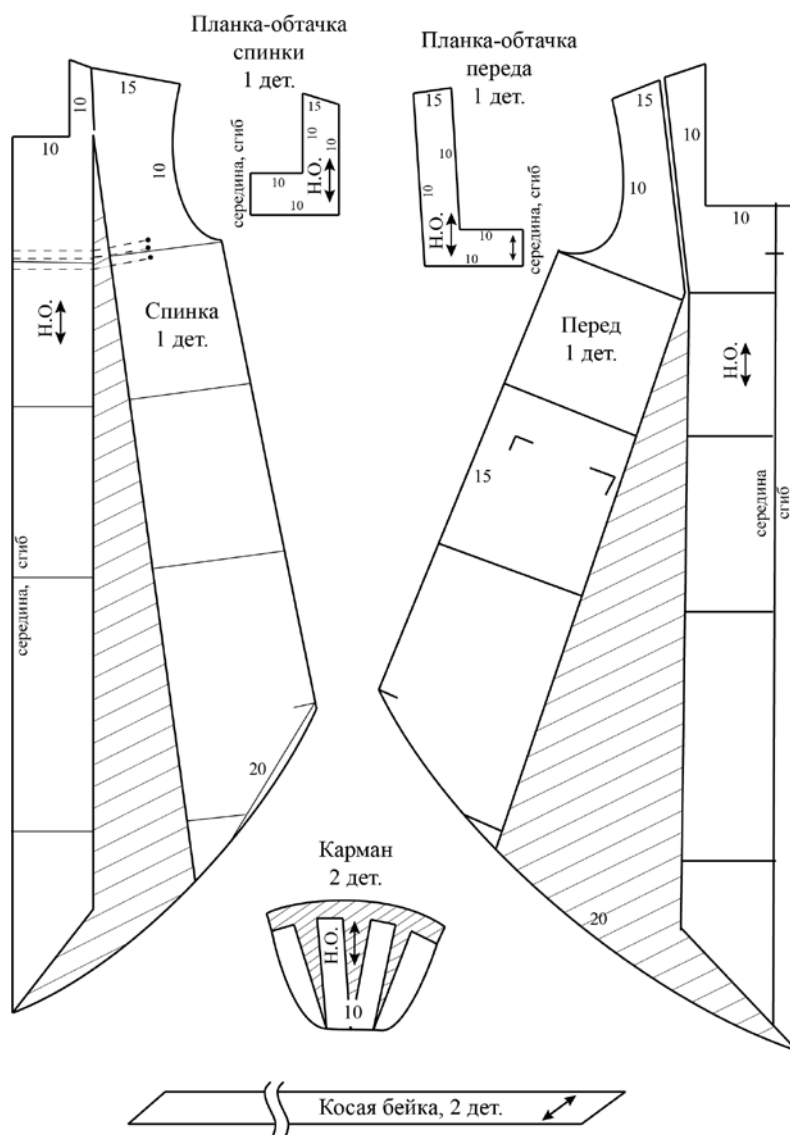 Планка-обтачка
спинки
1 дет.
15
10
10
10
10
Н.О.
середина, сгиб
Планка-обтачка
переда
1 дет.
15
10
10
10
10
Н.О.
середина, сгиб
15
10
10
10
Н.О.
Спинка
1 дет.
середина, сгиб
20
15
10
10
10
Н.О.
Перед
1 дет.
15
середина
сгиб
20
Карман
2 дет.
Н.О.
10
Косая бейка, 2 дет.